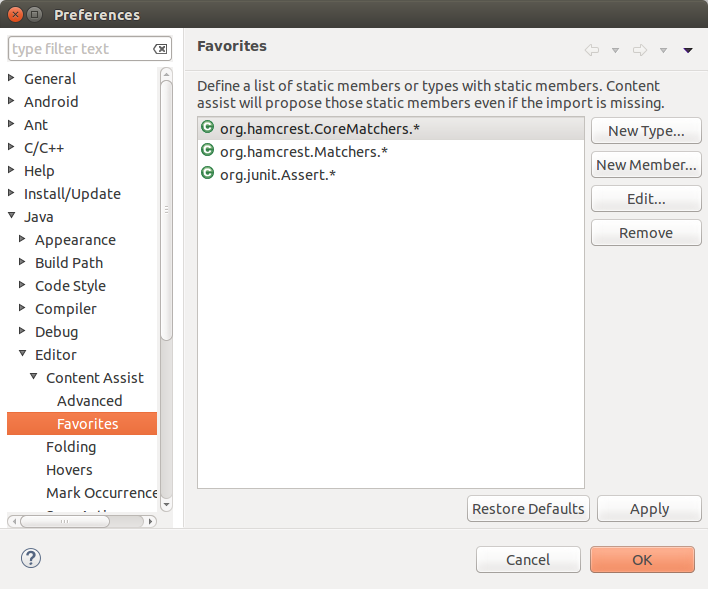 Preferences
type filter text
General
Android
Ant
C/C++
Help
Install/Update
Java
Appearance
Build Path
Code Style
Compiler
Debug
Editor
Content Assist
Advanced
Favorites
Folding
Hovers
Mark Occurrence
Favorites
Define a list of static members or types with static members. Content
assist will propose those static members even if the import is missing.
org.hamcrest.CoreMatchers.*
org.hamcrest.Matchers.*
org.junit.Assert.*
New Type...
New Member...
Edit...
Remove
Restore Defaults
Apply
Cancel
OK